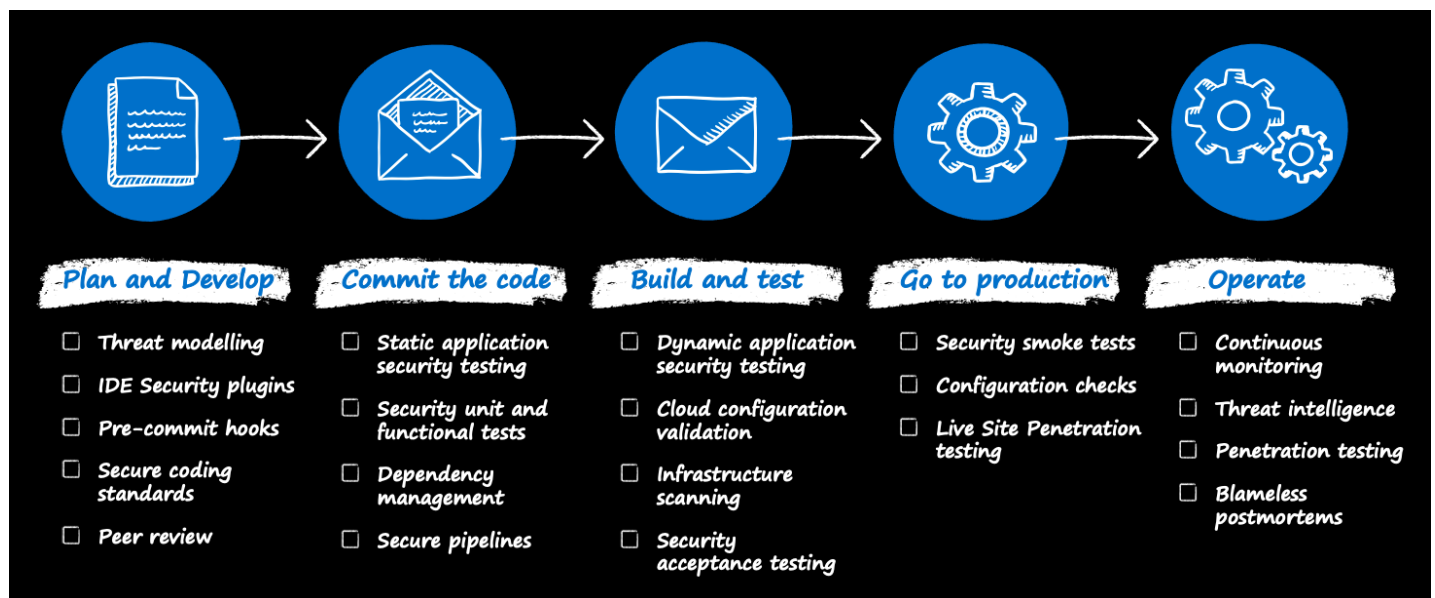 Plan and Develop
Threat modelling
IDE Security plugins
Pre-commit hooks
Secure coding
standards
Peer review
Commit the code
Static application
security testing
Security unit and
functional tests
Dependency
management
Secure pipelines
Build and test
Dynamic application
security testing
Cloud configuration
validation
Infrastructure
scanning
Security
acceptance testing
Go to production
Security smoke tests
Configuration checks
Live Site Penetration
testing
Operate
Continuous
monitoring
Threat intelligence
Penetration testing
Blameless
postmortems